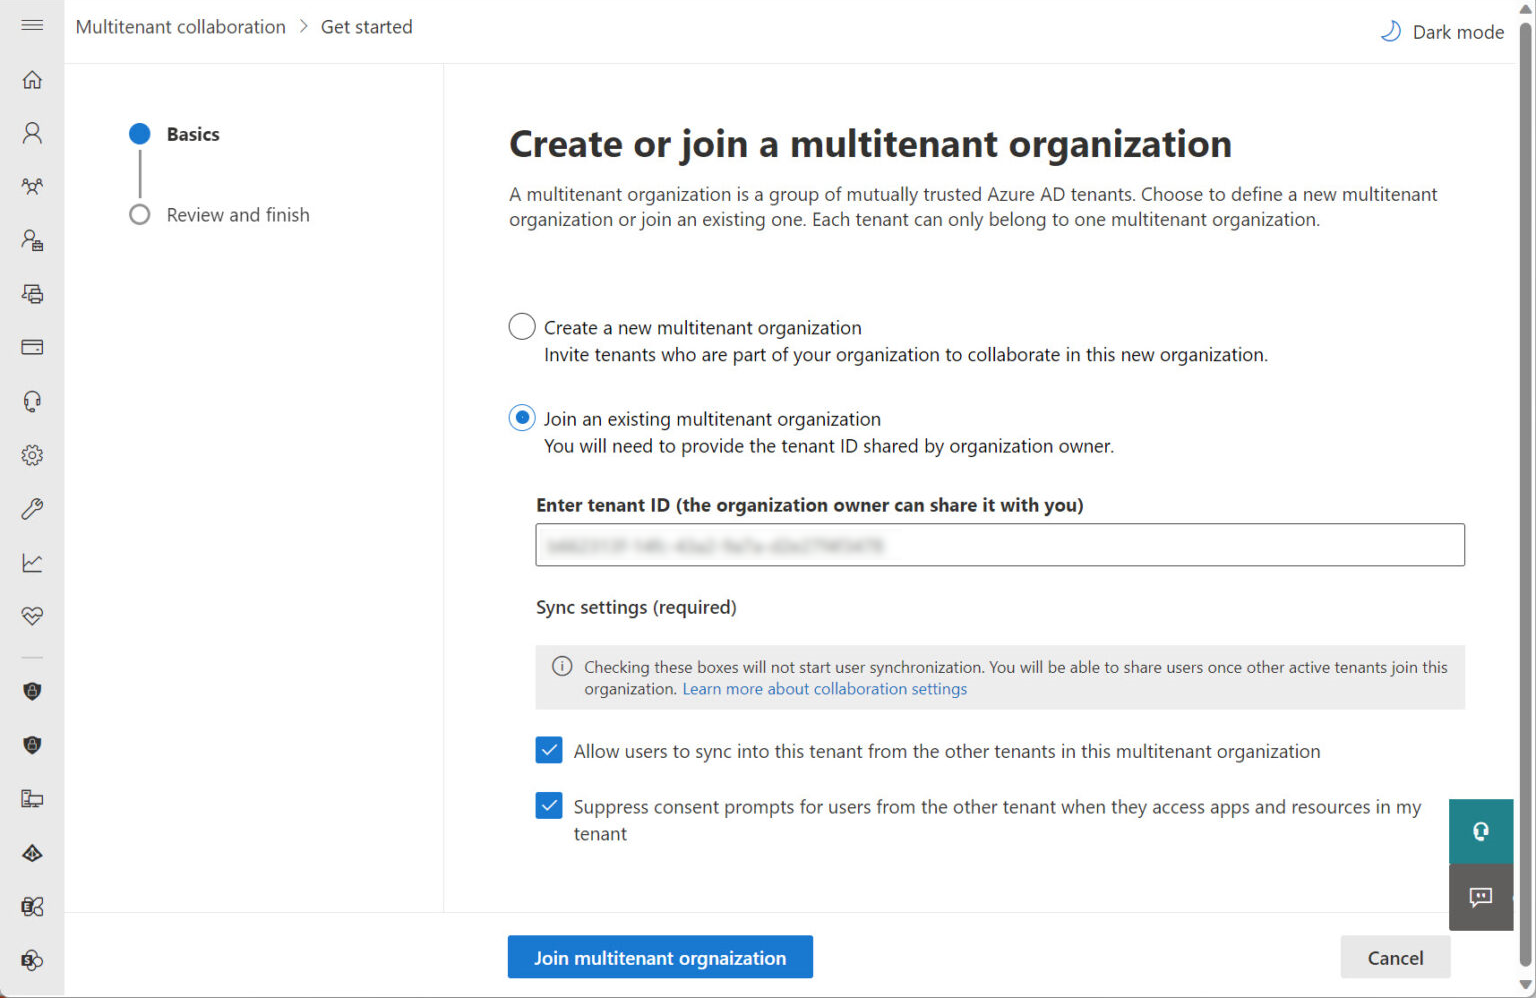 Multitenant collaboration > Get started
Dark mode
Basics
Review and finish
Create or join a multitenant organization
A multitenant organization is a group of mutually trusted Azure AD tenants. Choose to define a new multitenant
organization or join an existing one. Each tenant can only belong to one multitenant organization.
Create a new multitenant organization
Invite tenants who are part of your organization to collaborate in this new organization.
Join an existing multitenant organization
You will need to provide the tenant ID shared by organization owner.
Enter tenant ID (the organization owner can share it with you)
Sync settings (required)
Checking these boxes will not start user synchronization. You will be able to share users once other active tenants join this
organization. Learn more about collaboration settings
Allow users to sync into this tenant from the other tenants in this multitenant organization
Suppress consent prompts for users from the other tenant when they access apps and resources in my
tenant
Join multitenant orgnaization
Cancel